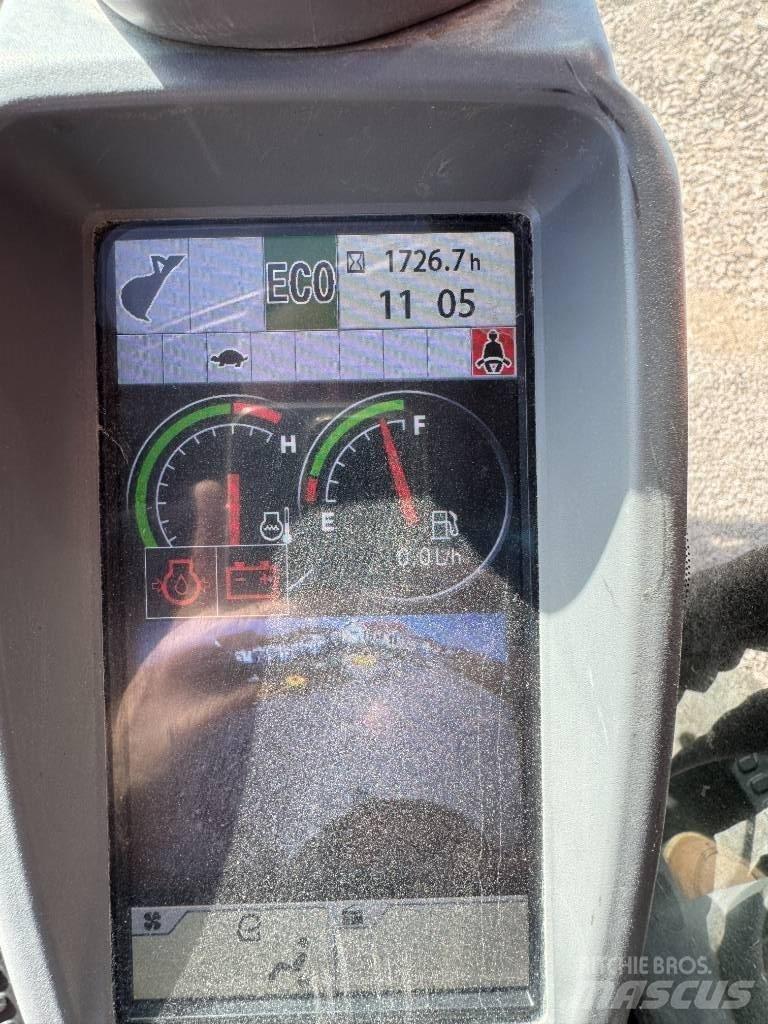 ECO
1726.7h
11 05
H
F
E
0.0L/h
RITCHIE BROS.
MASCUS